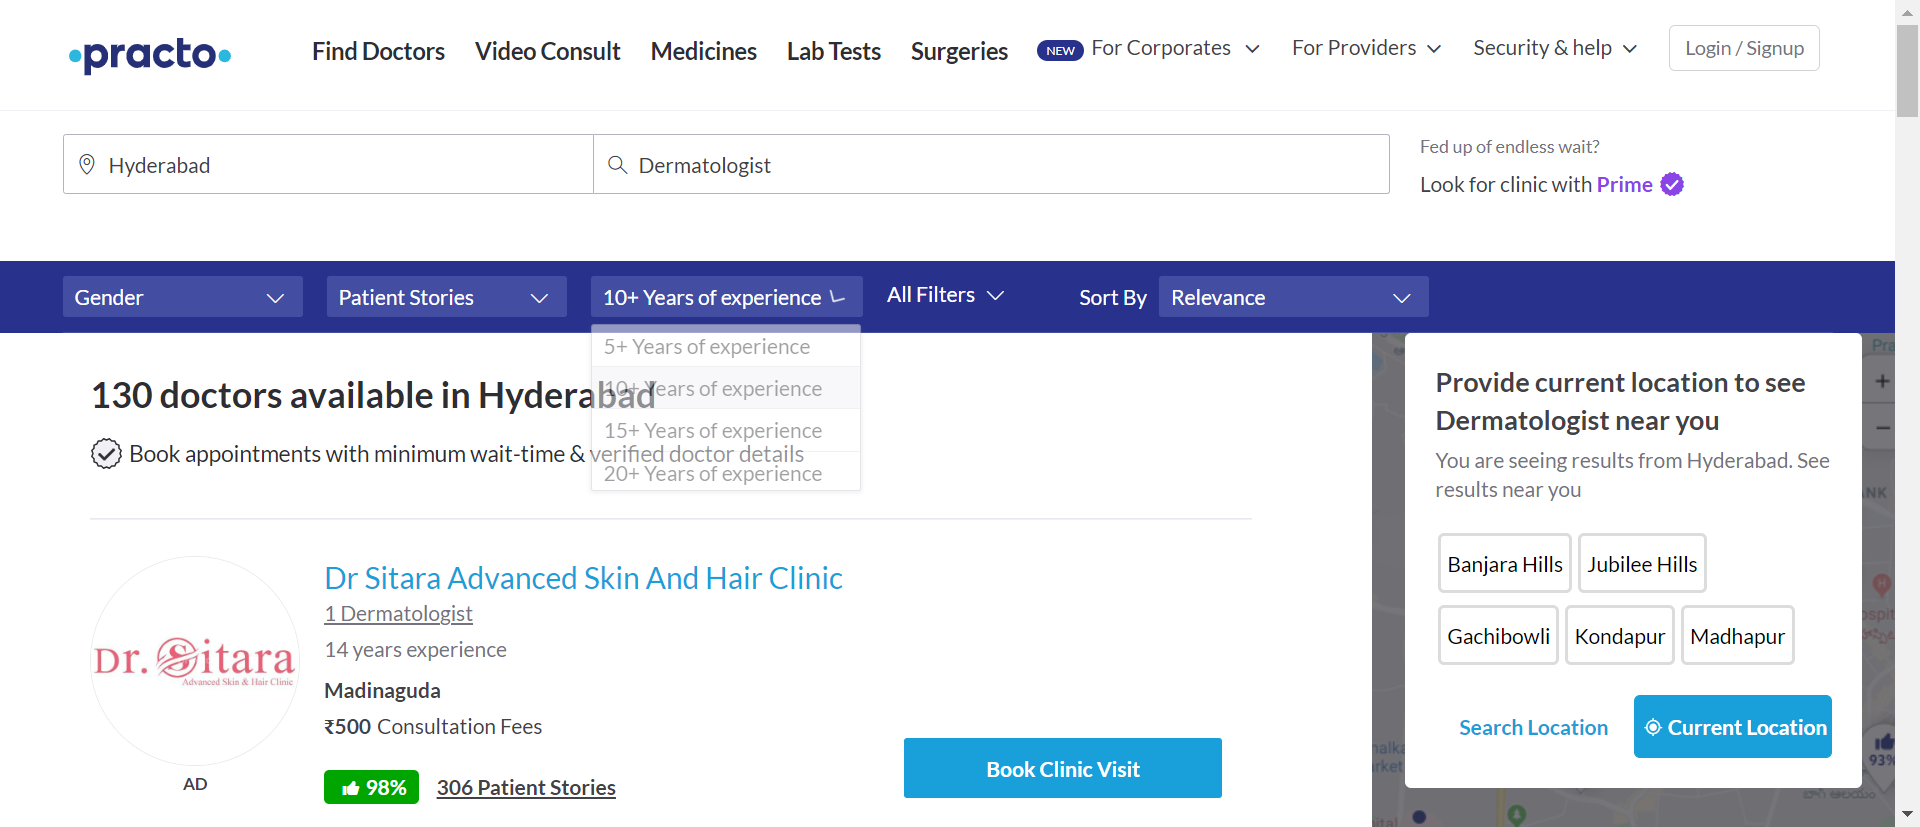 practo
Find Doctors
Video Consult
Medicines
Lab Tests
Surgeries
NEW For Corporates
For Providers
Security & help
Login / Signup
Hyderabad
Dermatologist
Fed up of endless wait?
Look for clinic with Prime
Gender
Patient Stories
10+ Years of experience
All Filters
Sort By
Relevance
5+ Years of experience
10+ Years of experience
15+ Years of experience
20+ Years of experience
130 doctors available in Hyderabad
Book appointments with minimum wait-time & verified doctor details
Dr. Sitara
Advanced Skin & Hair Clinic
AD
Dr Sitara Advanced Skin And Hair Clinic
1 Dermatologist
14 years experience
Madinaguda
₹500 Consultation Fees
98%
306 Patient Stories
Book Clinic Visit
Provide current location to see
Dermatologist near you
You are seeing results from Hyderabad. See
results near you
Banjara Hills
Jubilee Hills
Gachibowli
Kondapur
Madhapur
Search Location
Current Location
Pra
+
−
ANK
H
93%